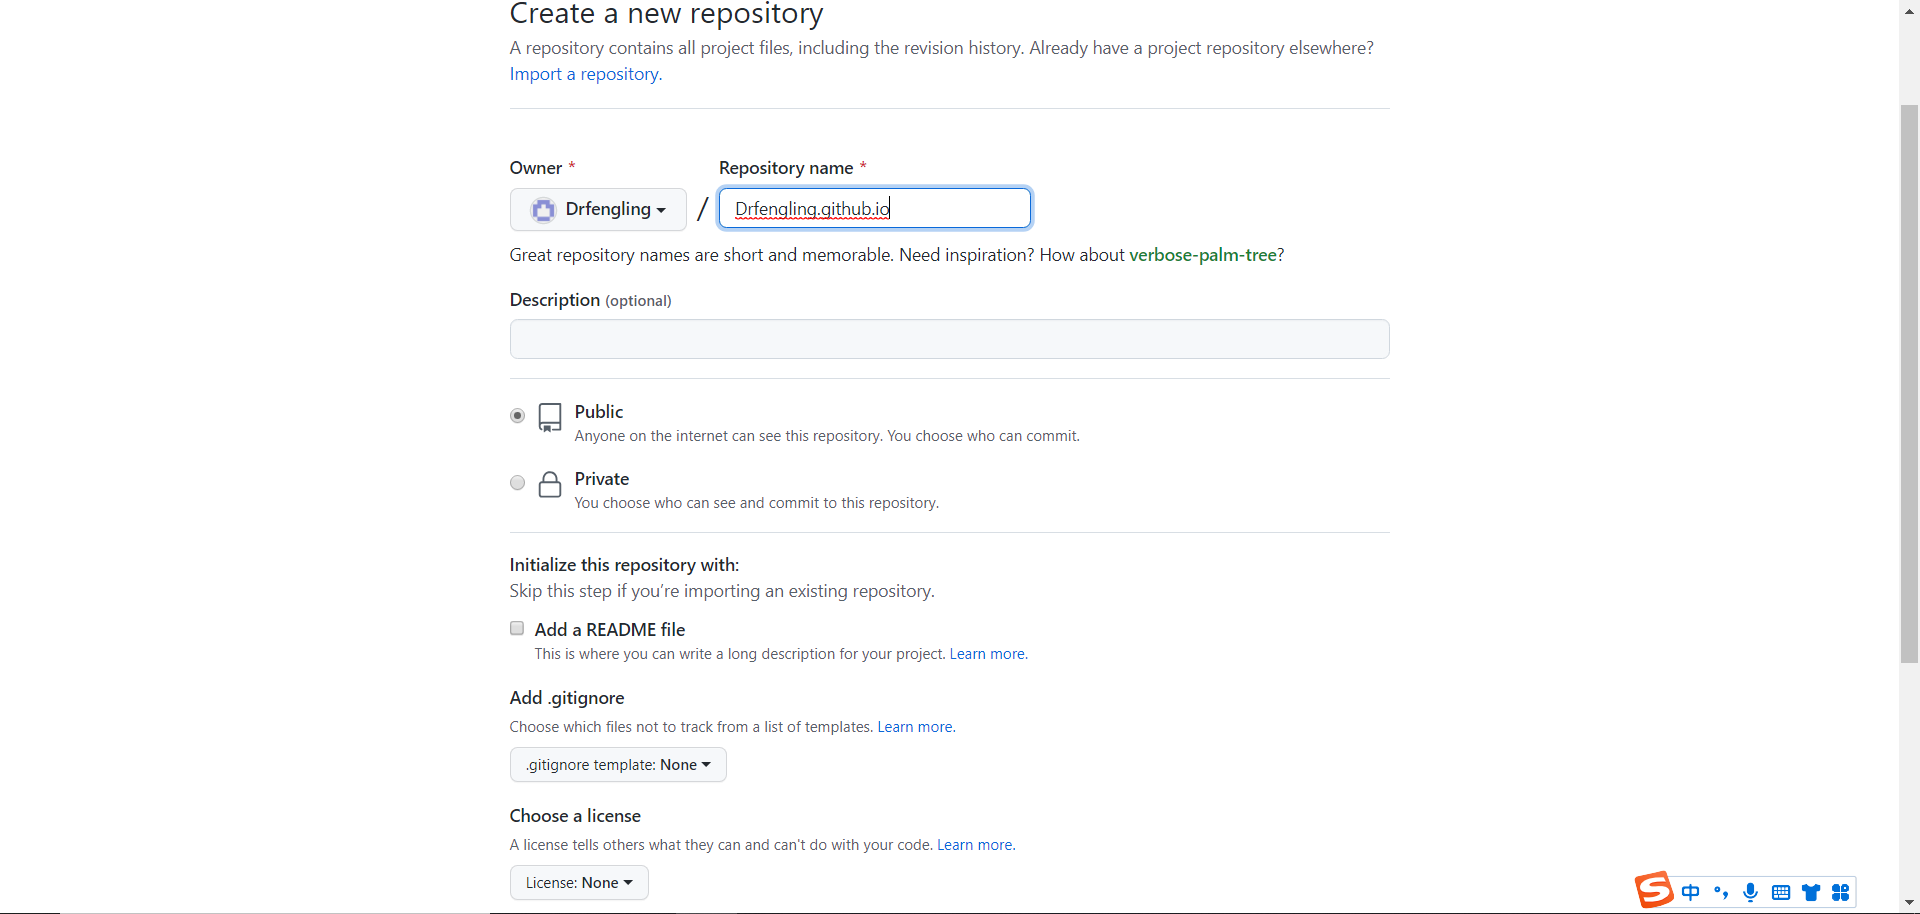 Create a new repository
A repository contains all project files, including the revision history. Already have a project repository elsewhere?
Import a repository.
Owner *
Repository name *
Drfengling
/
Drfengling.github.io
Great repository names are short and memorable. Need inspiration? How about verbose-palm-tree?
Description (optional)
Public
Anyone on the internet can see this repository. You choose who can commit.
Private
You choose who can see and commit to this repository.
Initialize this repository with:
Skip this step if you’re importing an existing repository.
Add a README file
This is where you can write a long description for your project. Learn more.
Add .gitignore
Choose which files not to track from a list of templates. Learn more.
.gitignore template: None
Choose a license
A license tells others what they can and can't do with your code. Learn more.
License: None
S 中